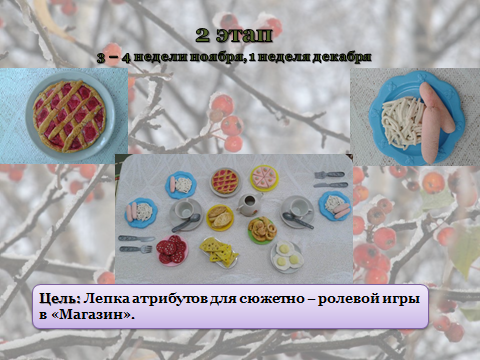 2 этап
3 – 4 недели ноября, 1 неделя декабря
Цель: Лепка атрибутов для сюжетно – ролевой игры
в «Магазин».